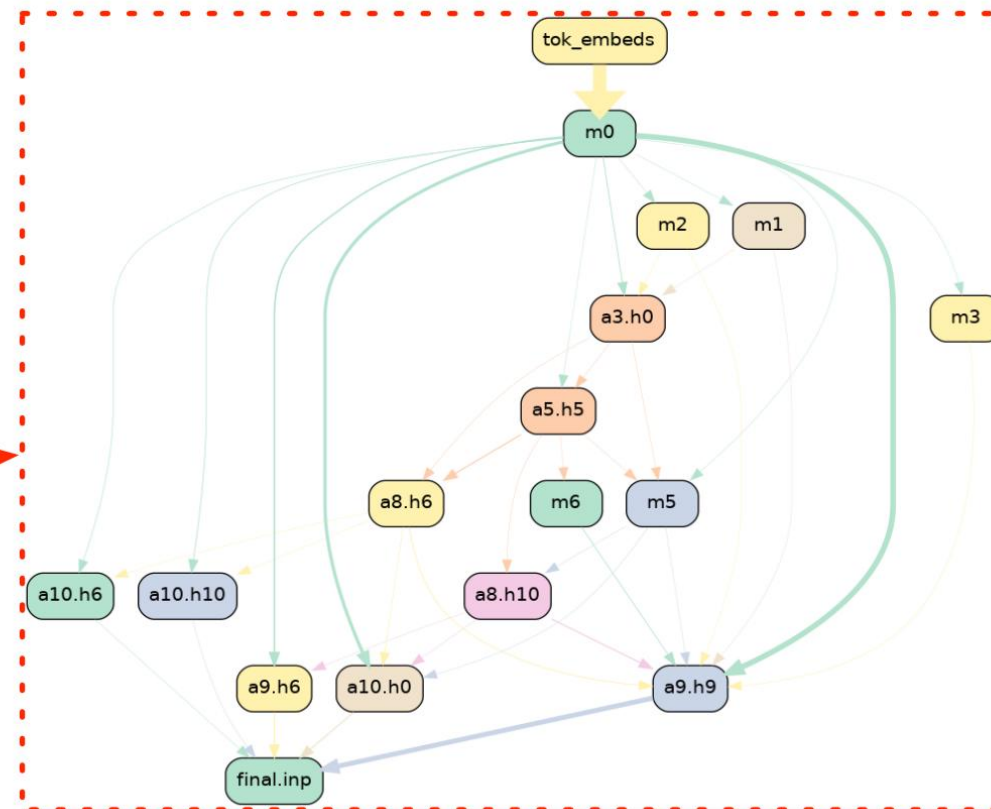 tok_embeds
m0
m2
m1
a3.h0
m3
a5.h5
a8.h6
m6
m5
a10.h6
a10.h10
a8.h10
a9.h6
a10.h0
a9.h9
final.inp